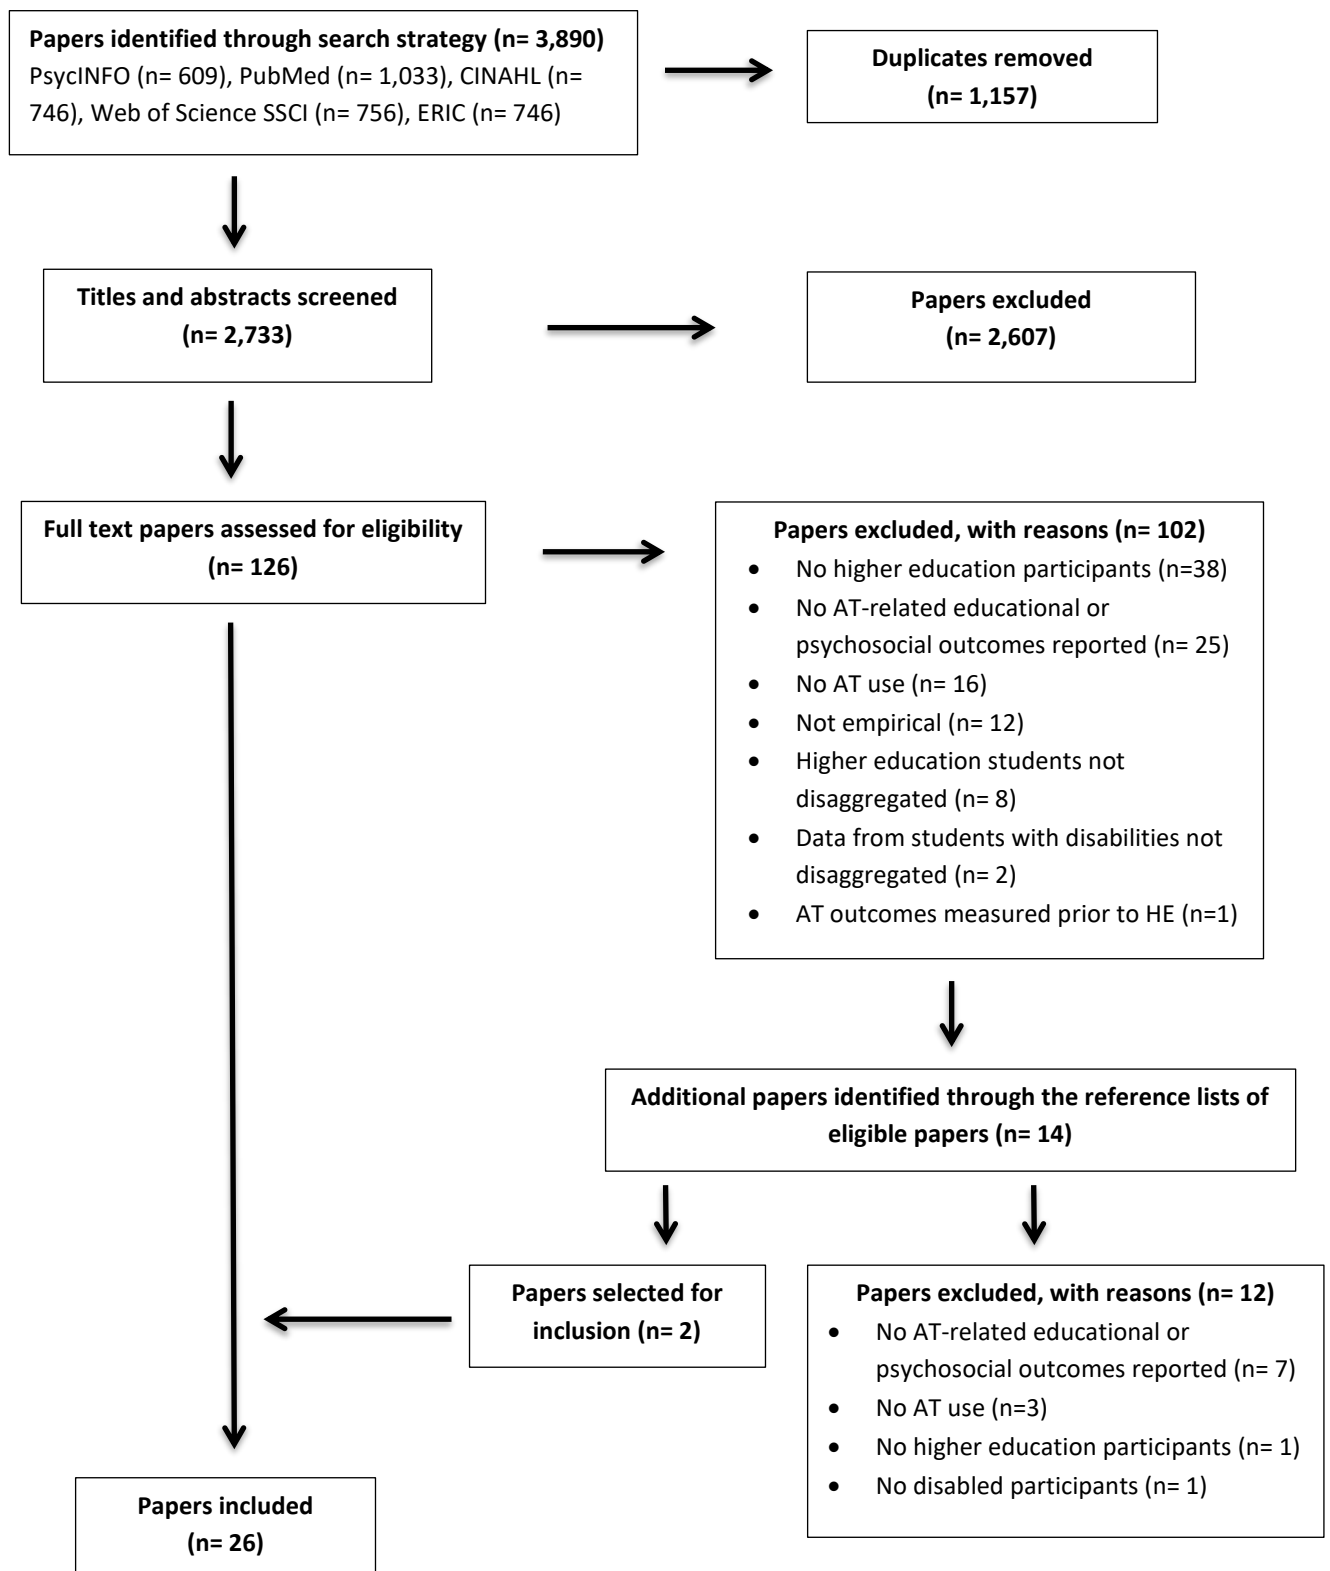 Papers identified through search strategy (n= 3,890)
PsycINFO (n= 609), PubMed (n= 1,033), CINAHL (n=
746), Web of Science SSCI (n= 756), ERIC (n= 746)
Duplicates removed
(n= 1,157)
Titles and abstracts screened
(n= 2,733)
Papers excluded
(n= 2,607)
Full text papers assessed for eligibility
(n= 126)
Papers excluded, with reasons (n= 102)
• No higher education participants (n=38)
• No AT-related educational or
psychosocial outcomes reported (n= 25)
• No AT use (n= 16)
• Not empirical (n= 12)
• Higher education students not
disaggregated (n= 8)
• Data from students with disabilities not
disaggregated (n= 2)
• AT outcomes measured prior to HE (n=1)
Additional papers identified through the reference lists of
eligible papers (n= 14)
Papers selected for
inclusion (n= 2)
Papers excluded, with reasons (n= 12)
• No AT-related educational or
psychosocial outcomes reported (n= 7)
• No AT use (n=3)
• No higher education participants (n= 1)
• No disabled participants (n= 1)
Papers included
(n= 26)